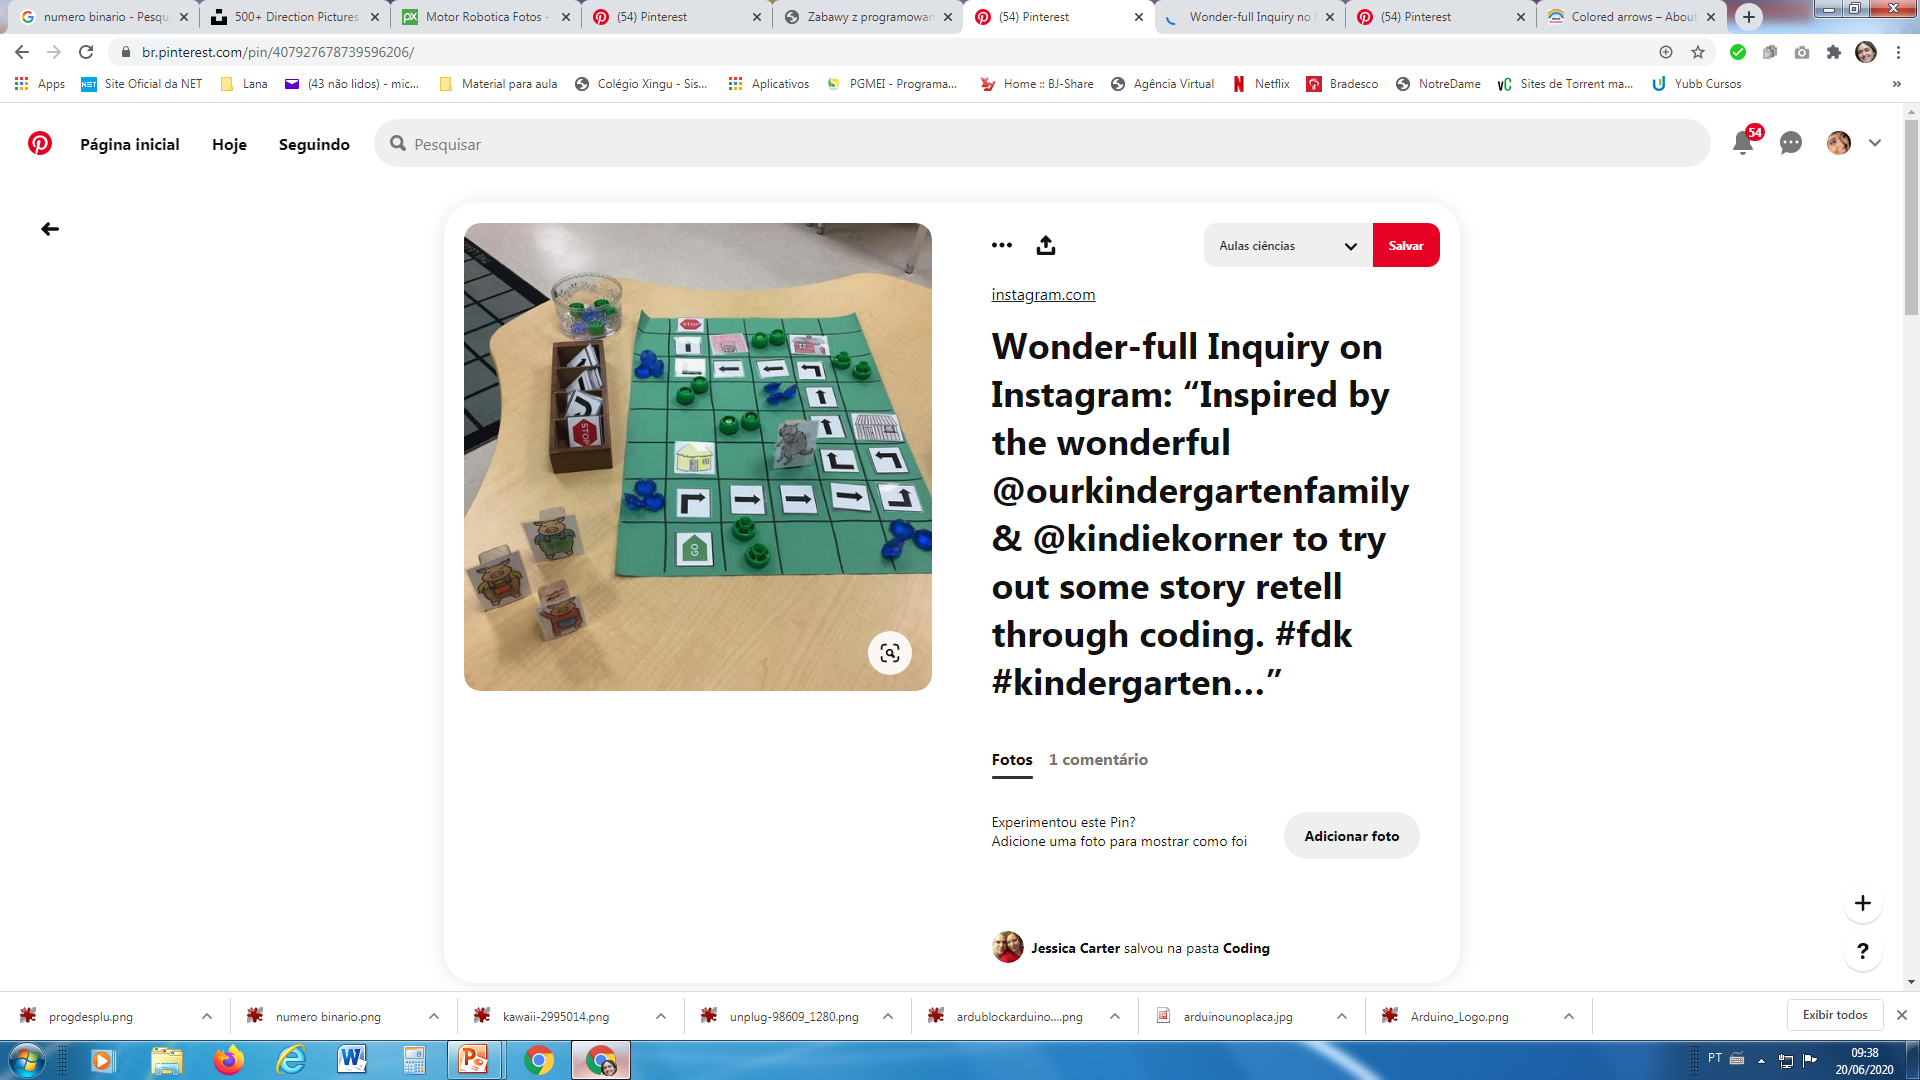 numero binario - Pesqui
500+ Direction Pictures
Motor Robotica Fotos -
(54) Pinterest
Zabawy z programowan
(54) Pinterest
Wonder-full Inquiry no I
(54) Pinterest
Colored arrows – About
br.pinterest.com/pin/407927678739596206/
Apps
Site Oficial da NET
Lana
(43 não lidos) - mic...
Material para aula
Colégio Xingu - Sis...
Aplicativos
PGMEI - Programa...
Home :: BJ-Share
Agência Virtual
Netflix
Bradesco
NotreDame
Sites de Torrent ma...
Yubb Cursos
»
Página inicial
Hoje
Seguindo
Pesquisar
54
STOP
STOP
GO
Aulas ciências
Salvar
instagram.com
Wonder-full Inquiry on
Instagram: “Inspired by
the wonderful
@ourkindergartenfamily
& @kindiekorner to try
out some story retell
through coding. #fdk
#kindergarten…”
Fotos
1 comentário
Experimentou este Pin?
Adicione uma foto para mostrar como foi
Adicionar foto
Jessica Carter salvou na pasta Coding
+
?
progdesplu.png
numero binario.png
kawaii-2995014.png
unplug-98609_1280.png
ardublockarduino....png
arduinounoplaca.jpg
Arduino_Logo.png
Exibir todos
PT
09:38
20/06/2020